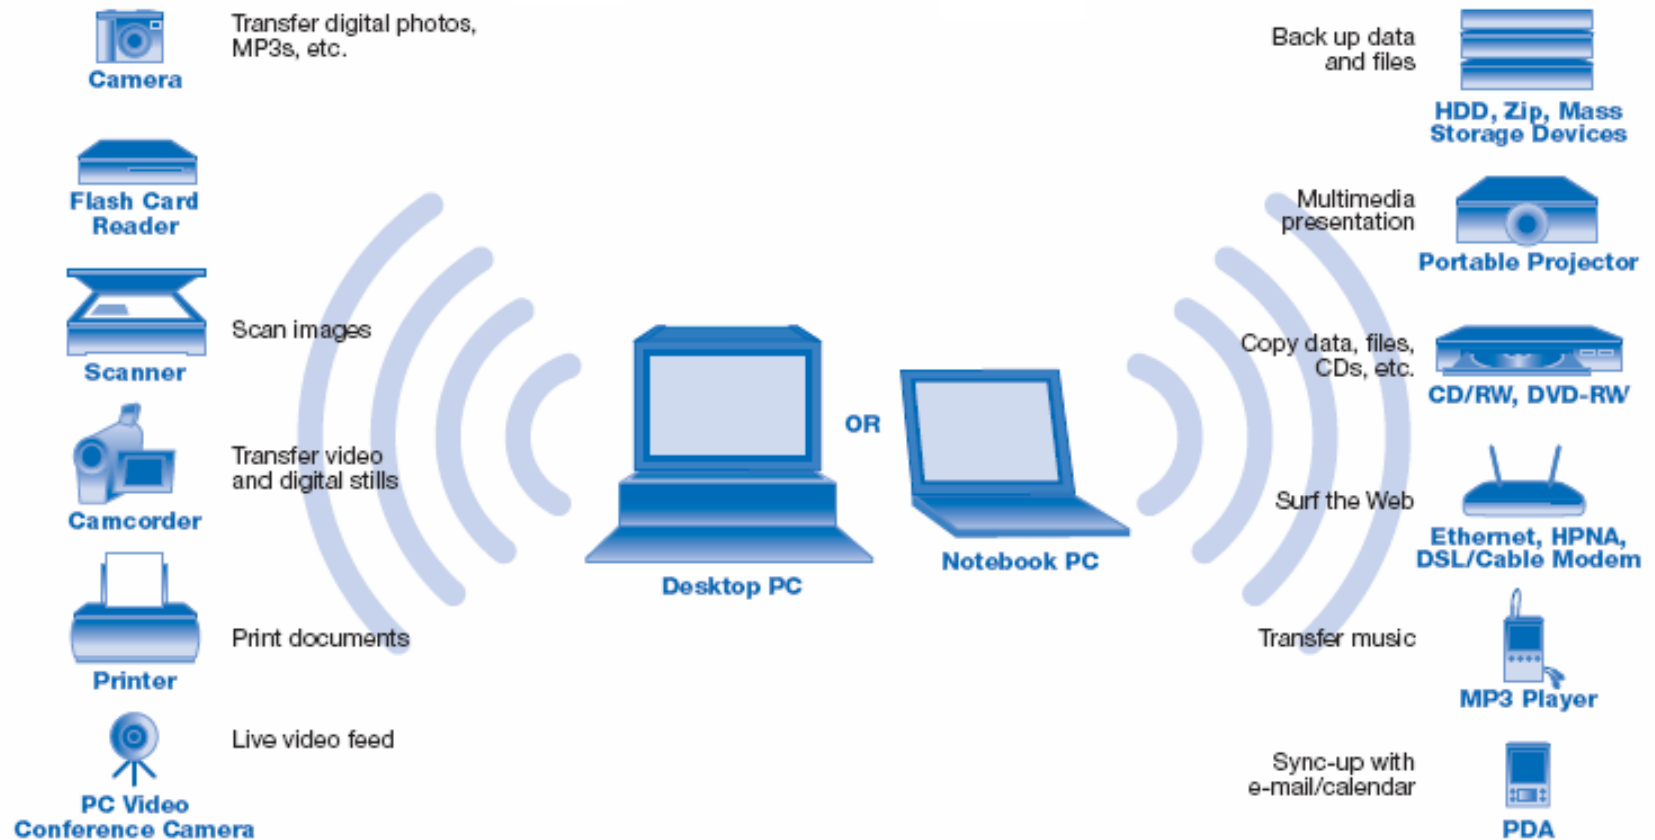 Transfer digital photos,
MP3s, etc.
Camera
Flash Card
Reader
Scan images
Scanner
Transfer video
and digital stills
Camcorder
Print documents
Printer
Live video feed
PC Video
Conference Camera
Desktop PC
OR
Notebook PC
Back up data
and files
HDD, Zip, Mass
Storage Devices
Multimedia
presentation
Portable Projector
Copy data, files,
CDs, etc.
CD/RW, DVD-RW
Surf the Web
Ethernet, HPNA,
DSL/Cable Modem
Transfer music
MP3 Player
Sync-up with
e-mail/calendar
PDA